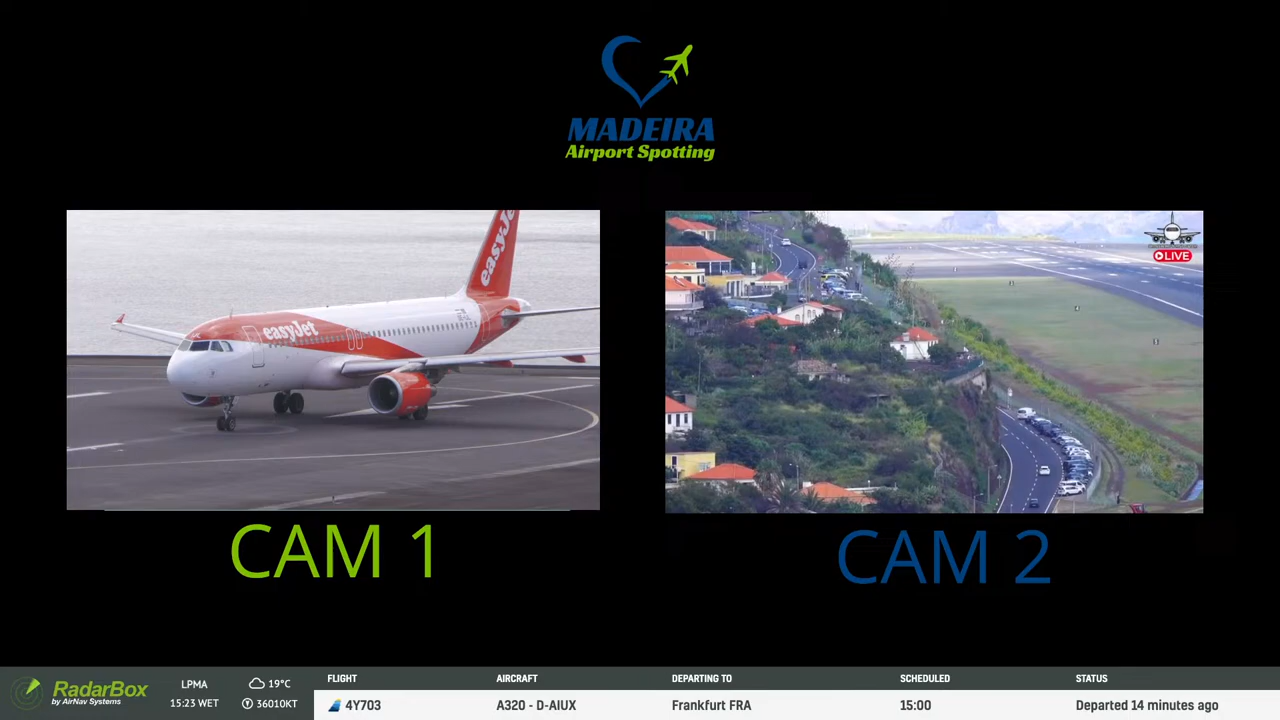 MADEIRA
Airport Spotting
easyJet
easyJet
LIVE
CAM 1
CAM 2
RadarBox
by AirNav Systems
LPMA
15:23 WET
19°C
36010KT
FLIGHT AIRCRAFT DEPARTING TO SCHEDULED STATUS
4Y703 A320 - D-AIUX Frankfurt FRA 15:00 Departed 14 minutes ago